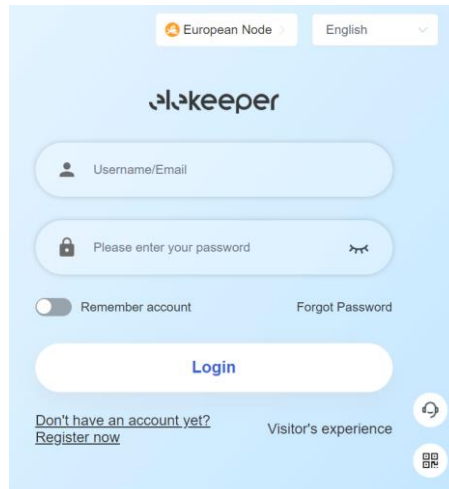 European Node
English
elekeeper
Username/Email
Please enter your password
Remember account
Forgot Password
Login
Don't have an account yet?
Register now
Visitor's experience